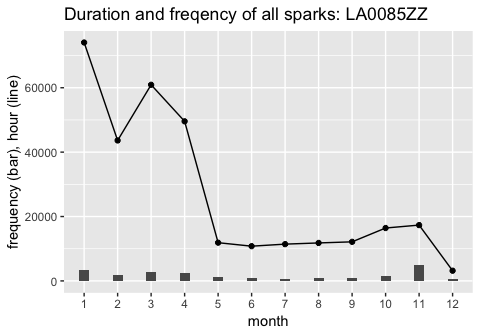 Duration and freqency of all sparks: LA0085ZZ
frequency (bar), hour (line)
60000
40000
20000
0
1 2 3 4 5 6 7 8 9 10 11 12
month